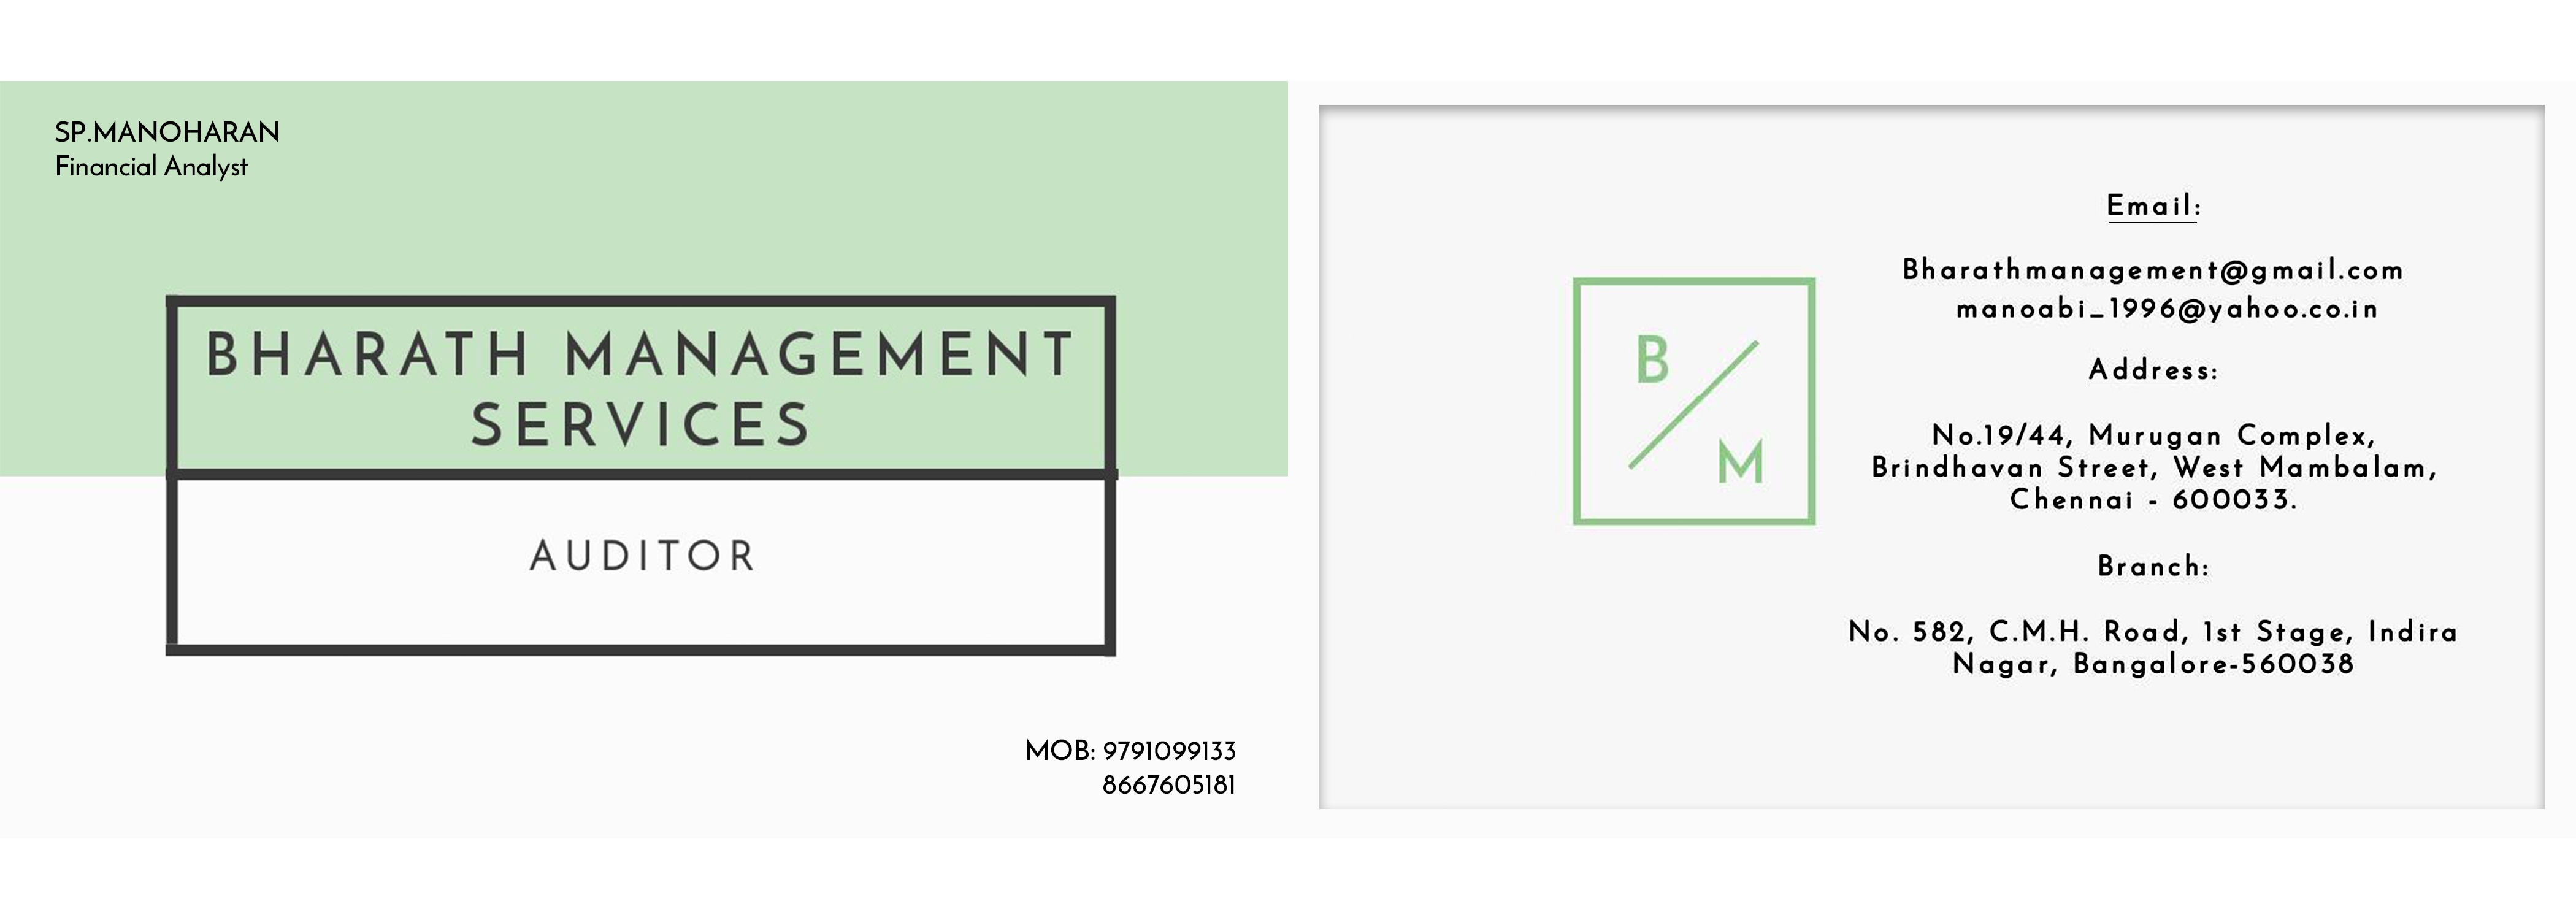 SP.MANOHARAN
Financial Analyst
BHARATH MANAGEMENT
SERVICES
AUDITOR
MOB: 9791099133
8667605181
B
M
Email:
Bharathmanagement@gmail.com
manoabi_1996@yahoo.co.in
Address:
No.19/44, Murugan Complex,
Brindhavan Street, West Mambalam,
Chennai - 600033.
Branch:
No. 582, C.M.H. Road, 1st Stage, Indira
Nagar, Bangalore-560038